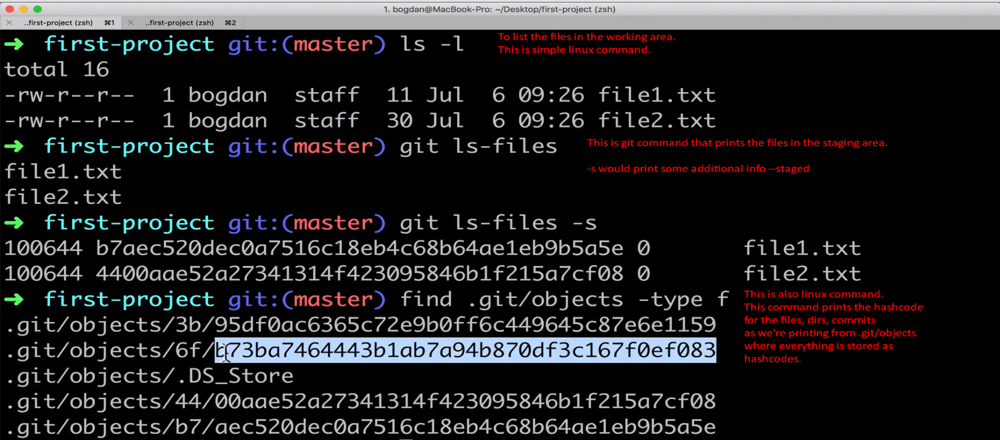 1. bogdan@MacBook-Pro: ~/Desktop/first-project (zsh)
..first-project (zsh) ⌘1 ..first-project (zsh) ⌘2
➜ first-project git:(master) ls -l
To list the files in the working area.
This is simple linux command.
total 16
-rw-r--r-- 1 bogdan staff 11 Jul 6 09:26 file1.txt
-rw-r--r-- 1 bogdan staff 30 Jul 6 09:26 file2.txt
➜ first-project git:(master) git ls-files
This is git command that prints the files in the staging area.
-s would print some additional info --staged
file1.txt
file2.txt
➜ first-project git:(master) git ls-files -s
100644 b7aec520dec0a7516c18eb4c68b64ae1eb9b5a5e 0 file1.txt
100644 4400aae52a27341314f423095846b1f215a7cf08 0 file2.txt
➜ first-project git:(master) find .git/objects -type f
This is also linux command.
This command prints the hashcode
for the files, dirs, commits
as we're printing from .git/objects
where everything is stored as
hashcodes.
.git/objects/3b/95df0ac6365c72e9b0ff6c449645c87e6e1159
.git/objects/6f/b73ba7464443b1ab7a94b870df3c167f0ef083
.git/objects/.DS_Store
.git/objects/44/00aae52a27341314f423095846b1f215a7cf08
.git/objects/b7/aec520dec0a7516c18eb4c68b64ae1eb9b5a5e